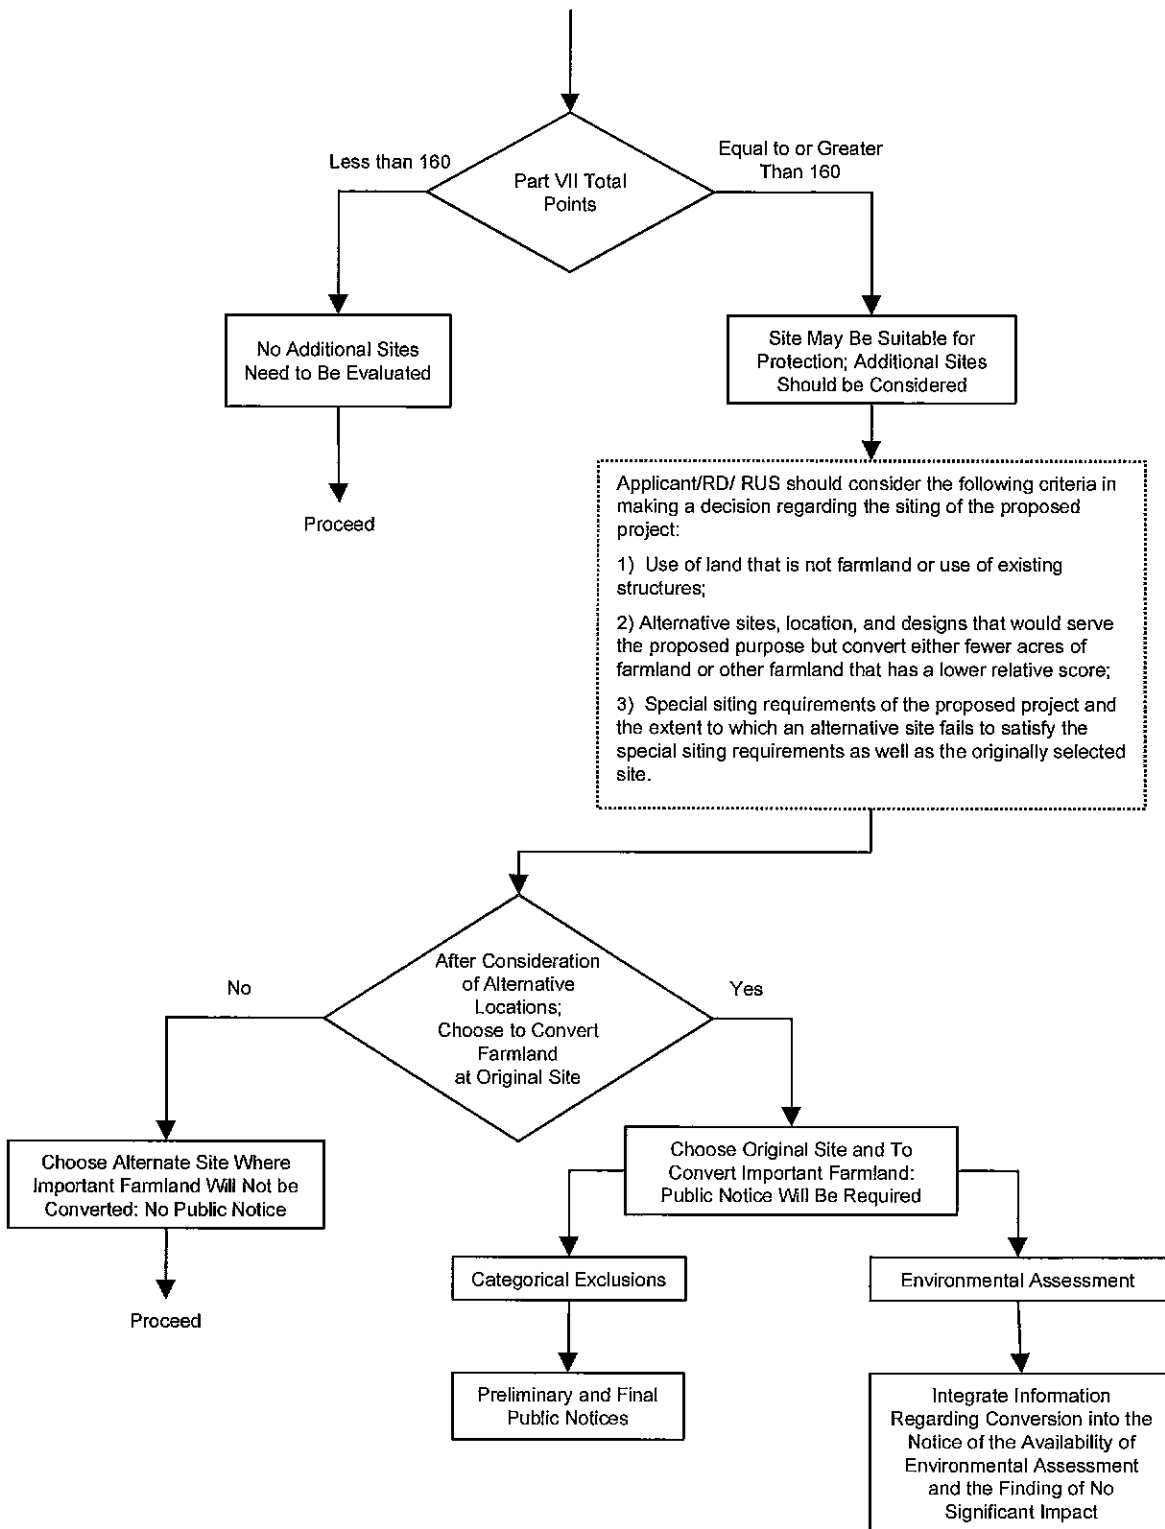 Less than 160
Equal to or Greater
Than 160
Part VII Total
Points
No Additional Sites
Need to Be Evaluated
Site May Be Suitable for
Protection; Additional Sites
Should be Considered
Proceed
Applicant/RD/ RUS should consider the following criteria in
making a decision regarding the siting of the proposed
project:
1) Use of land that is not farmland or use of existing
structures;
2) Alternative sites, location, and designs that would serve
the proposed purpose but convert either fewer acres of
farmland or other farmland that has a lower relative score;
3) Special siting requirements of the proposed project and
the extent to which an alternative site fails to satisfy the
special siting requirements as well as the originally selected
site.
No
After Consideration
of Alternative
Locations;
Choose to Convert
Farmland
at Original Site
Yes
Choose Alternate Site Where
Important Farmland Will Not be
Converted: No Public Notice
Choose Original Site and To
Convert Important Farmland:
Public Notice Will Be Required
Proceed
Categorical Exclusions
Environmental Assessment
Preliminary and Final
Public Notices
Integrate Information
Regarding Conversion into the
Notice of the Availability of
Environmental Assessment
and the Finding of No
Significant Impact